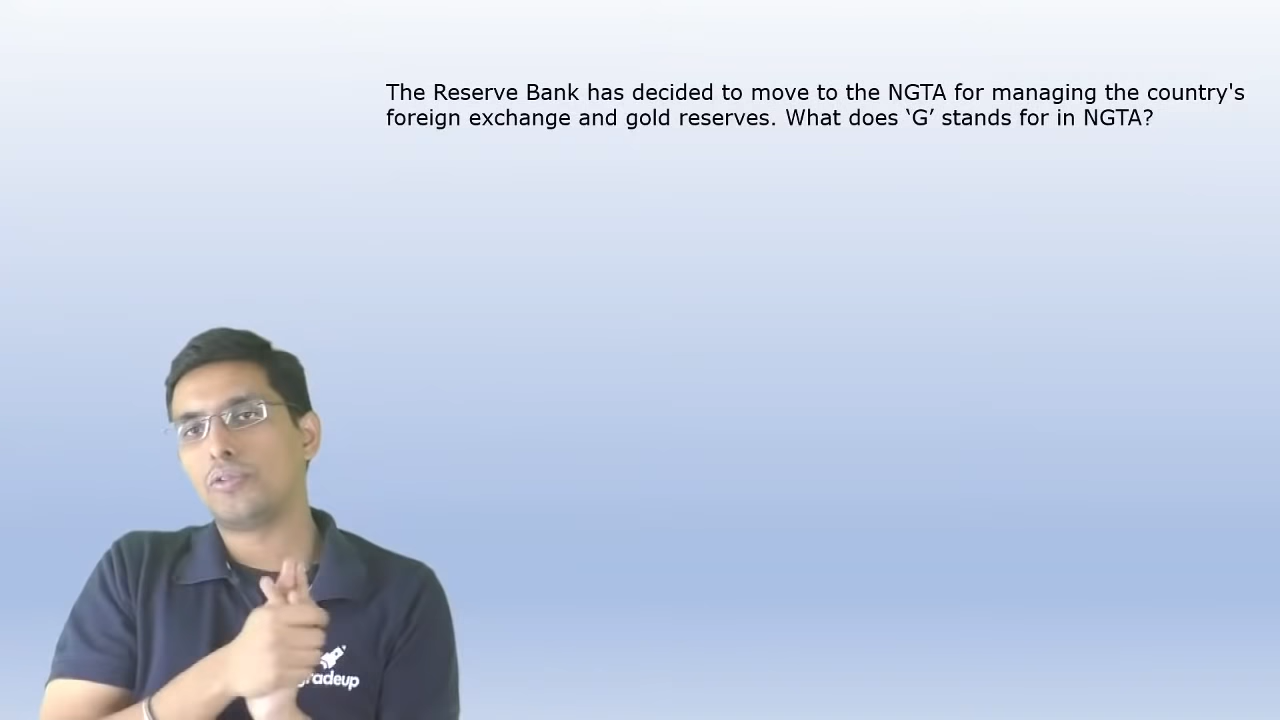 The Reserve Bank has decided to move to the NGTA for managing the country's
foreign exchange and gold reserves. What does ‘G’ stands for in NGTA?
gradeup